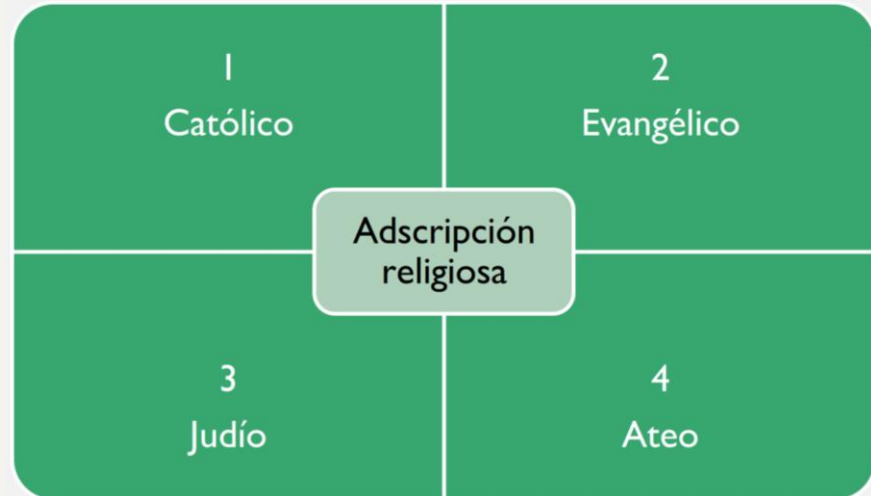 1
Católico
2
Evangélico
Adscripción
religiosa
3
Judío
4
Ateo